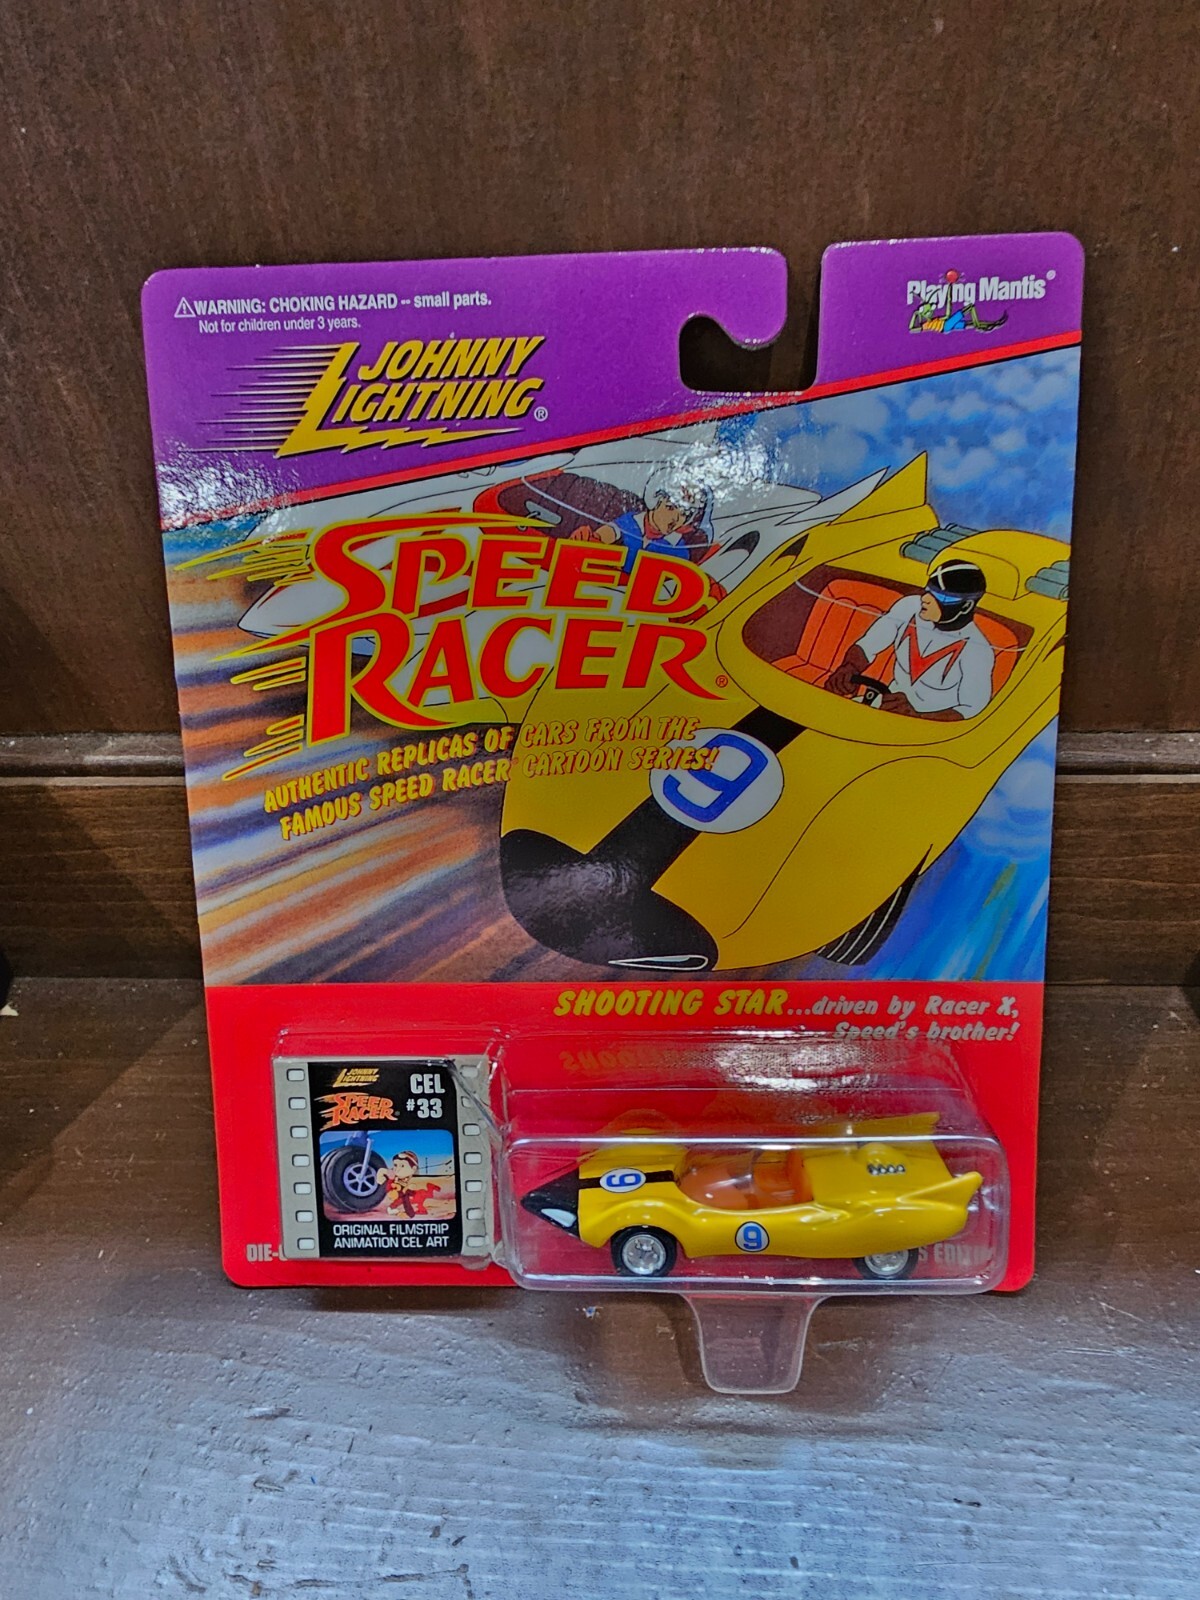 WARNING: CHOKING HAZARD -- small parts.
Not for children under 3 years.
Playing Mantis®
JOHNNY
LIGHTNING®
SPEED
RACER®
AUTHENTIC REPLICAS OF CARS FROM THE
FAMOUS SPEED RACER CARTOON SERIES!
9
M
SHOOTING STAR...driven by Racer X,
Speed's brother!
JOHNNY
LIGHTNING
SPEED
RACER
CEL
#33
ORIGINAL FILMSTRIP
ANIMATION CEL ART
9
9
DIE-